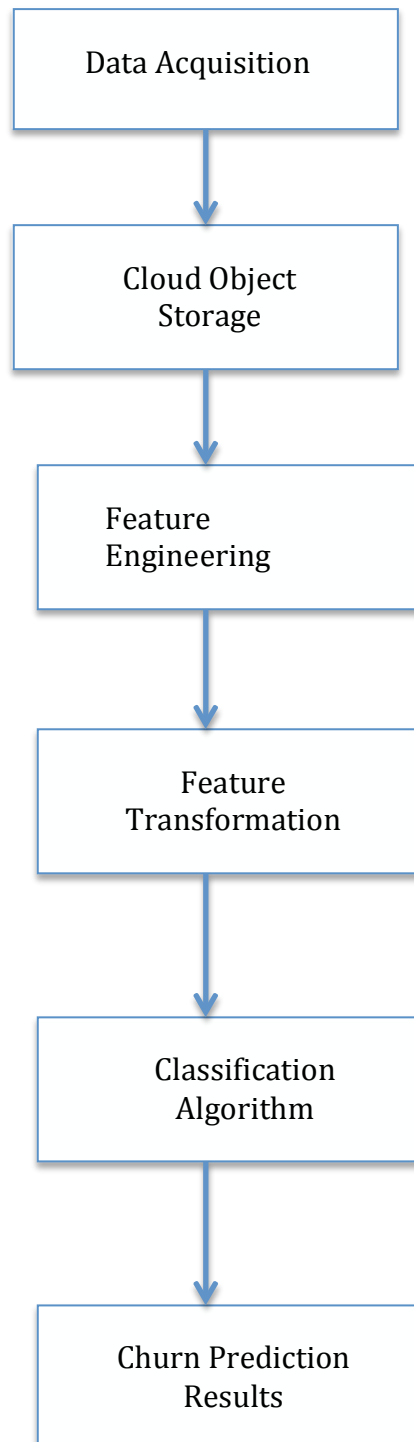 Data Acquisition
Cloud Object
Storage
Feature
Engineering
Feature
Transformation
Classification
Algorithm
Churn Prediction
Results